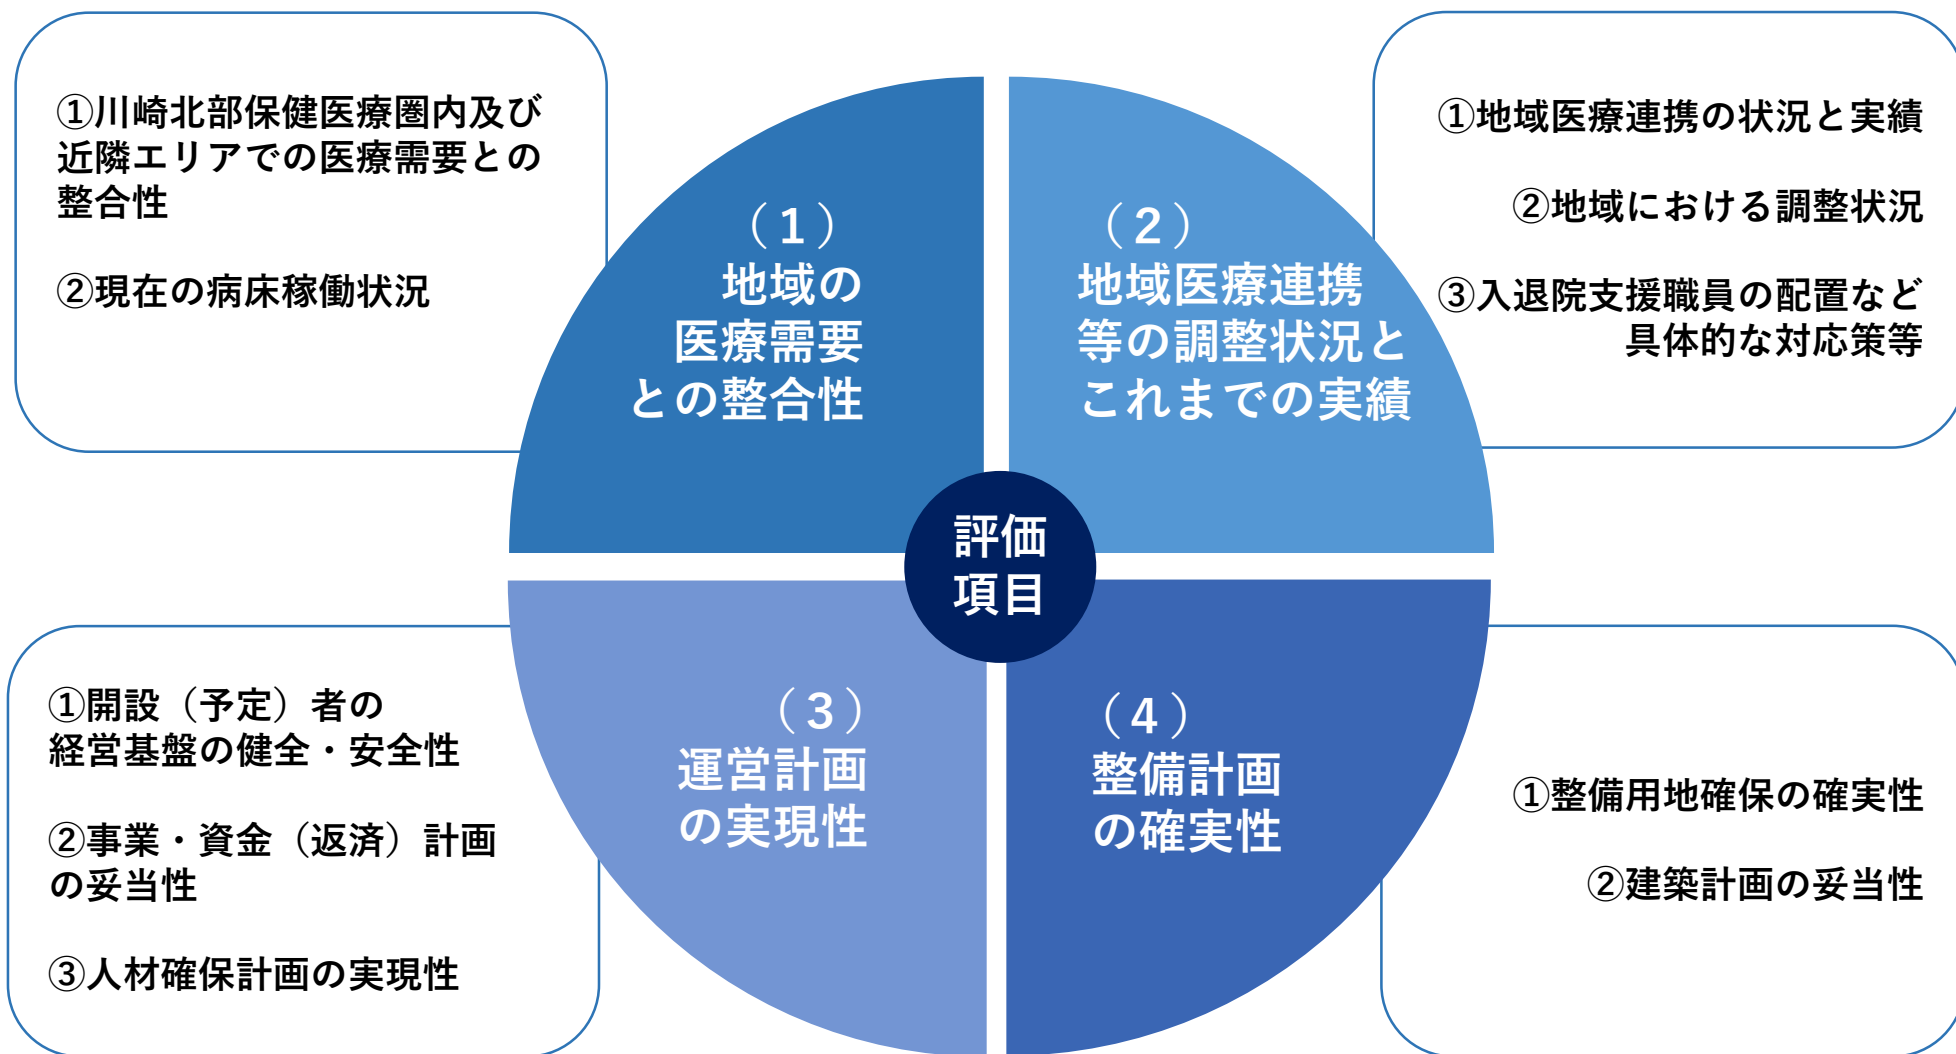 ①川崎北部保健医療圏内及び
近隣エリアでの医療需要との
整合性
②現在の病床稼働状況
（1）
地域の
医療需要
との整合性
（2）
地域医療連携
等の調整状況と
これまでの実績
①地域医療連携の状況と実績
②地域における調整状況
③入退院支援職員の配置など
具体的な対応策等
評価
項目
①開設（予定）者の
経営基盤の健全・安全性
②事業・資金（返済）計画
の妥当性
③人材確保計画の実現性
（3）
運営計画
の実現性
（4）
整備計画
の確実性
①整備用地確保の確実性
②建築計画の妥当性